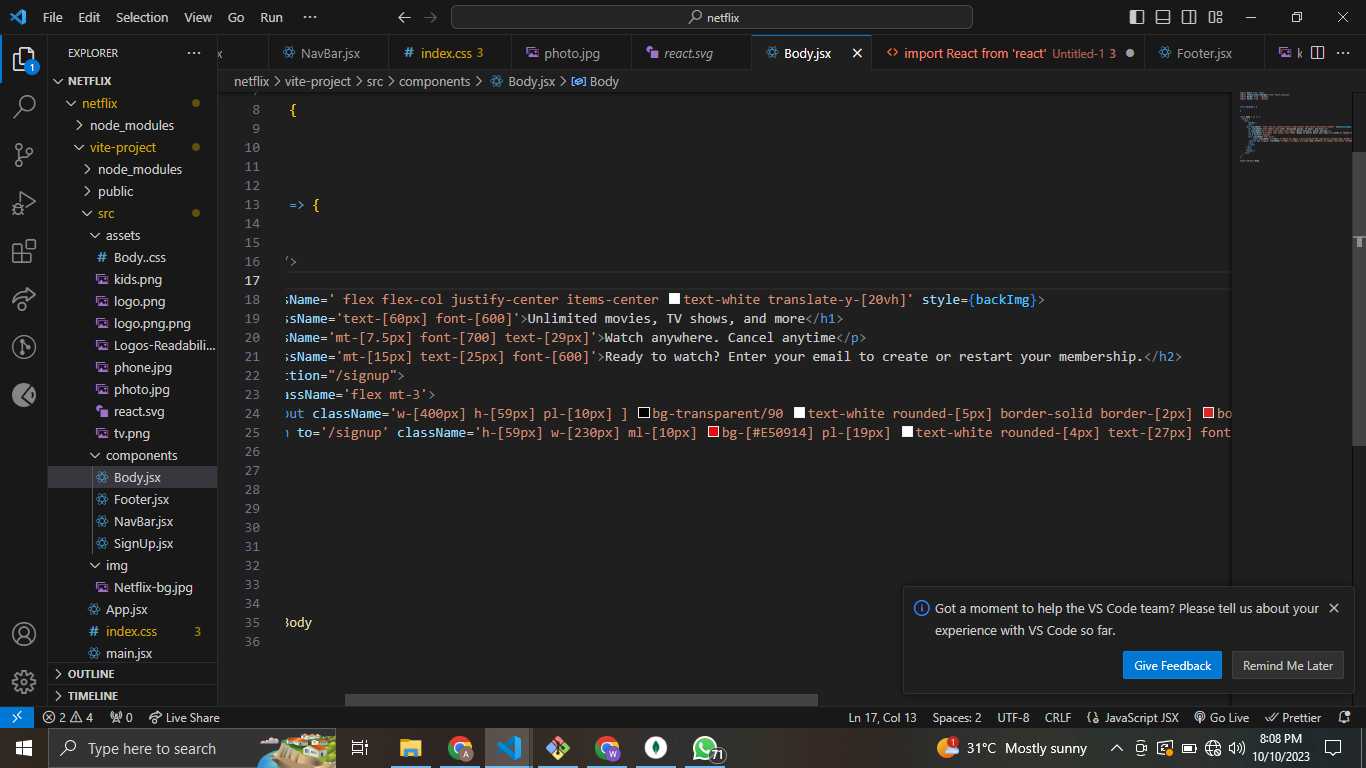 File Edit Selection View Go Run ··· netflix
EXPLORER ···
NavBar.jsx
index.css 3
photo.jpg
react.svg
Body.jsx
import React from 'react' Untitled-1 3
Footer.jsx
k
netflix > vite-project > src > components > Body.jsx > Body
NETFLIX
netflix
node_modules
vite-project
node_modules
public
src
assets
Body..css
kids.png
logo.png
logo.png.png
Logos-Readabili...
phone.jpg
photo.jpg
react.svg
tv.png
components
Body.jsx
Footer.jsx
NavBar.jsx
SignUp.jsx
img
Netflix-bg.jpg
App.jsx
index.css 3
main.jsx
OUTLINE
TIMELINE
8 {
9
10
11
12
13 => {
14
15
16 />
17
18 sName=' flex flex-col justify-center items-center text-white translate-y-[20vh]' style={backImg}>
19 ssName='text-[60px] font-[600]'>Unlimited movies, TV shows, and more</h1>
20 sName='mt-[7.5px] font-[700] text-[29px]'>Watch anywhere. Cancel anytime</p>
21 ssName='mt-[15px] text-[25px] font-[600]'>Ready to watch? Enter your email to create or restart your membership.</h2>
22 ction="/signup">
23 assName='flex mt-3'>
24 put className='w-[400px] h-[59px] pl-[10px] ] bg-transparent/90 text-white rounded-[5px] border-solid border-[2px] bo
25 to='/signup' className='h-[59px] w-[230px] ml-[10px] bg-[#E50914] pl-[19px] text-white rounded-[4px] text-[27px] font
26
27
28
29
30
31
32
33
34
35 Body
36
Got a moment to help the VS Code team? Please tell us about your
experience with VS Code so far.
Give Feedback Remind Me Later
2 4 0 Live Share Ln 17, Col 13 Spaces: 2 UTF-8 CRLF {} JavaScript JSX Go Live Prettier
Type here to search
A
W
71
31°C Mostly sunny
8:08 PM
10/10/2023